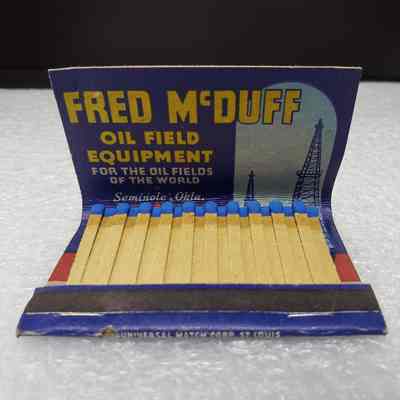 FRED McDUFF
OIL FIELD
EQUIPMENT
FOR THE OIL FIELDS
OF THE WORLD
Seminole, Okla.
UNIVERSAL MATCH CORP. ST. LOUIS